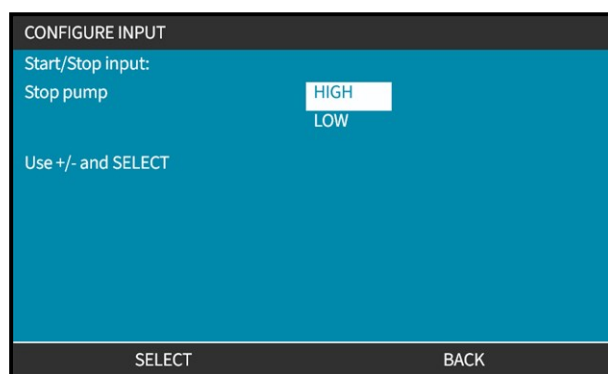 CONFIGURE INPUT
Start/Stop input:
Stop pump HIGH
LOW
Use +/- and SELECT
SELECT BACK